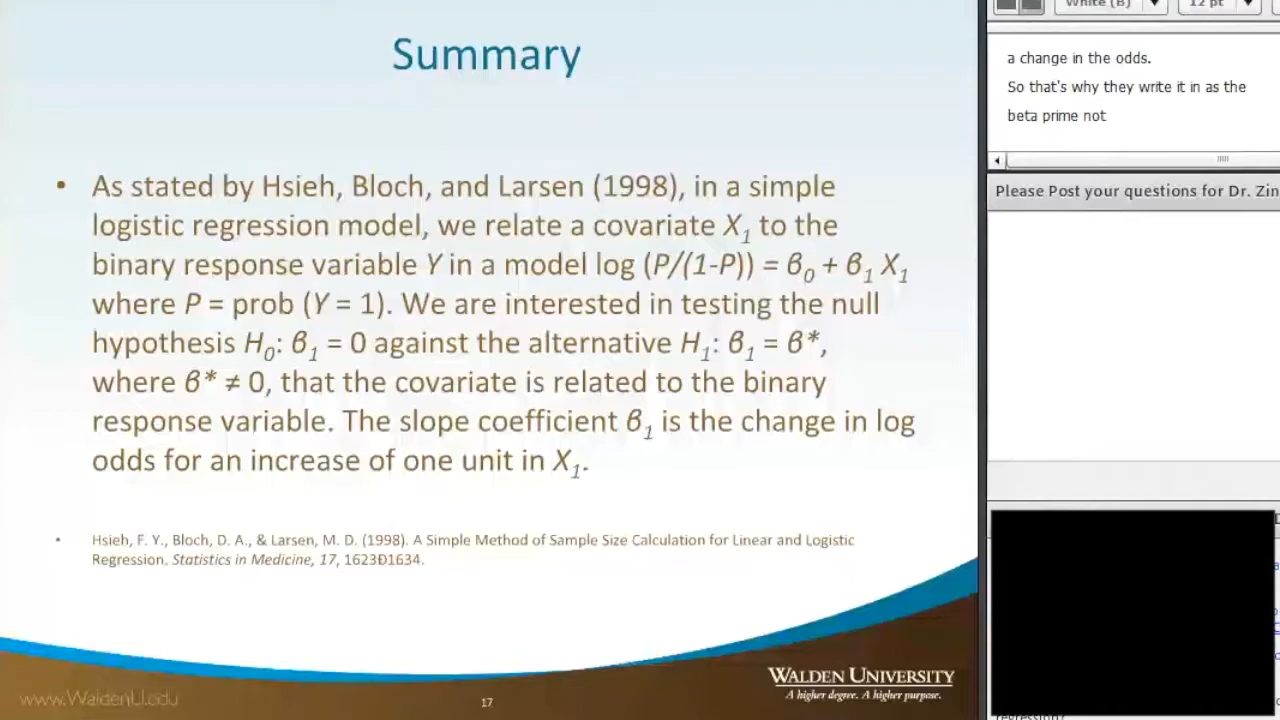 Summary
• As stated by Hsieh, Bloch, and Larsen (1998), in a simple
logistic regression model, we relate a covariate X₁ to the
binary response variable Y in a model log (P/(1-P)) = β₀ + β₁ X₁
where P = prob (Y = 1). We are interested in testing the null
hypothesis H₀: β₁ = 0 against the alternative H₁: β₁ = β*,
where β* ≠ 0, that the covariate is related to the binary
response variable. The slope coefficient β₁ is the change in log
odds for an increase of one unit in X₁.
• Hsieh, F. Y., Bloch, D. A., & Larsen, M. D. (1998). A Simple Method of Sample Size Calculation for Linear and Logistic
Regression. Statistics in Medicine, 17, 1623Ð1634.
www.WaldenU.edu
17
WALDEN UNIVERSITY
A higher degree. A higher purpose.
White (B)
12 pt
a change in the odds.
So that's why they write it in as the
beta prime not
Please Post your questions for Dr. Zin
regression?